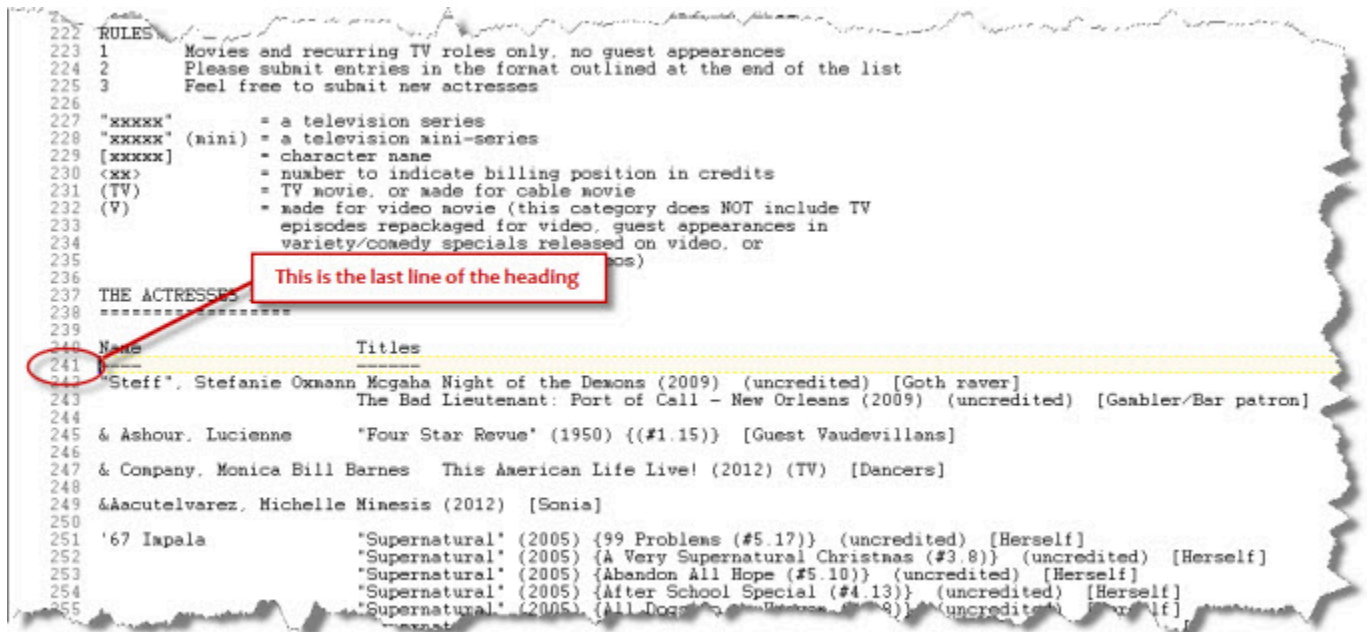 222 RULES
223 1 Movies and recurring TV roles only, no guest appearances
224 2 Please submit entries in the format outlined at the end of the list
225 3 Feel free to submit new actresses
226
227 "xxxxx" = a television series
228 "xxxxx" (mini) = a television mini-series
229 [xxxxx] = character name
230 <xx> = number to indicate billing position in credits
231 (TV) = TV movie, or made for cable movie
232 (V) = made for video movie (this category does NOT include TV
233 episodes repackaged for video, guest appearances in
234 variety/comedy specials released on video, or
235
236 This is the last line of the heading
237 THE ACTRESSES
238 ==================
239
240 Name Titles
241 ---- ------
242 "Steff", Stefanie Oxmann Mcgaha Night of the Demons (2009) (uncredited) [Goth raver]
243 The Bad Lieutenant: Port of Call - New Orleans (2009) (uncredited) [Gambler/Bar patron]
244
245 & Ashour, Lucienne "Four Star Revue" (1950) {(#1.15)} [Guest Vaudevillans]
246
247 & Company, Monica Bill Barnes This American Life Live! (2012) (TV) [Dancers]
248
249 &Aacutelvarez, Michelle Mimesis (2012) [Sonia]
250
251 '67 Impala "Supernatural" (2005) {99 Problems (#5.17)} (uncredited) [Herself]
252 "Supernatural" (2005) {A Very Supernatural Christmas (#3.8)} (uncredited) [Herself]
253 "Supernatural" (2005) {Abandon All Hope (#5.10)} (uncredited) [Herself]
254 "Supernatural" (2005) {After School Special (#4.13)} (uncredited) [Herself]
255 "Supernatural" (2005)